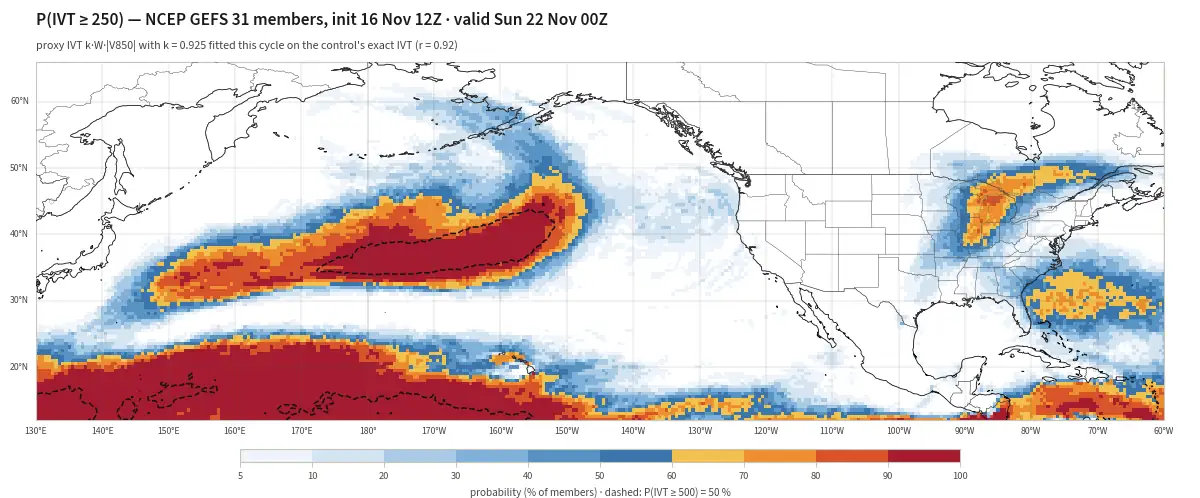 P(IVT ≥ 250) — NCEP GEFS 31 members, init 16 Nov 12Z · valid Sun 22 Nov 00Z
proxy IVT k·W·|V850| with k = 0.925 fitted this cycle on the control's exact IVT (r = 0.92)
60°N
50°N
40°N
30°N
20°N
130°E 140°E 150°E 160°E 170°E 180° 170°W 160°W 150°W 140°W 130°W 120°W 110°W 100°W 90°W 80°W 70°W 60°W
5 10 20 30 40 50 60 70 80 90 100
probability (% of members) · dashed: P(IVT ≥ 500) = 50 %